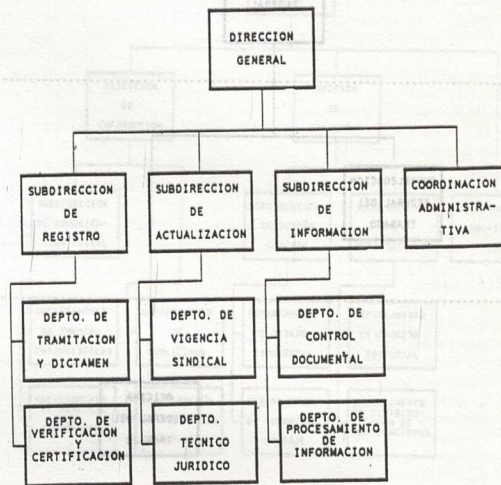 DIRECCION
GENERAL
SUBDIRECCION
DE
REGISTRO
SUBDIRECCION
DE
ACTUALIZACION
SUBDIRECCION
DE
INFORMACION
COORDINACION
ADMINISTRA-
TIVA
DEPTO. DE
TRAMITACION
Y DICTAMEN
DEPTO. DE
VIGENCIA
SINDICAL
DEPTO. DE
CONTROL
DOCUMENTAL
DEPTO. DE
VERIFICACION
Y
CERTIFICACION
DEPTO.
TECNICO
JURIDICO
DEPTO. DE
PROCESAMIENTO
DE
INFORMACION